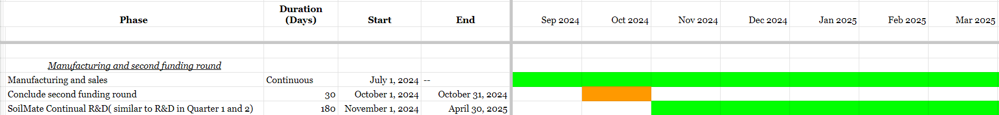 Phase Duration (Days) Start End Sep 2024 Oct 2024 Nov 2024 Dec 2024 Jan 2025 Feb 2025 Mar 2025
Manufacturing and second funding round
Manufacturing and sales Continuous July 1, 2024 --
Conclude second funding round 30 October 1, 2024 October 31, 2024
SoilMate Continual R&D( similar to R&D in Quarter 1 and 2) 180 November 1, 2024 April 30, 2025